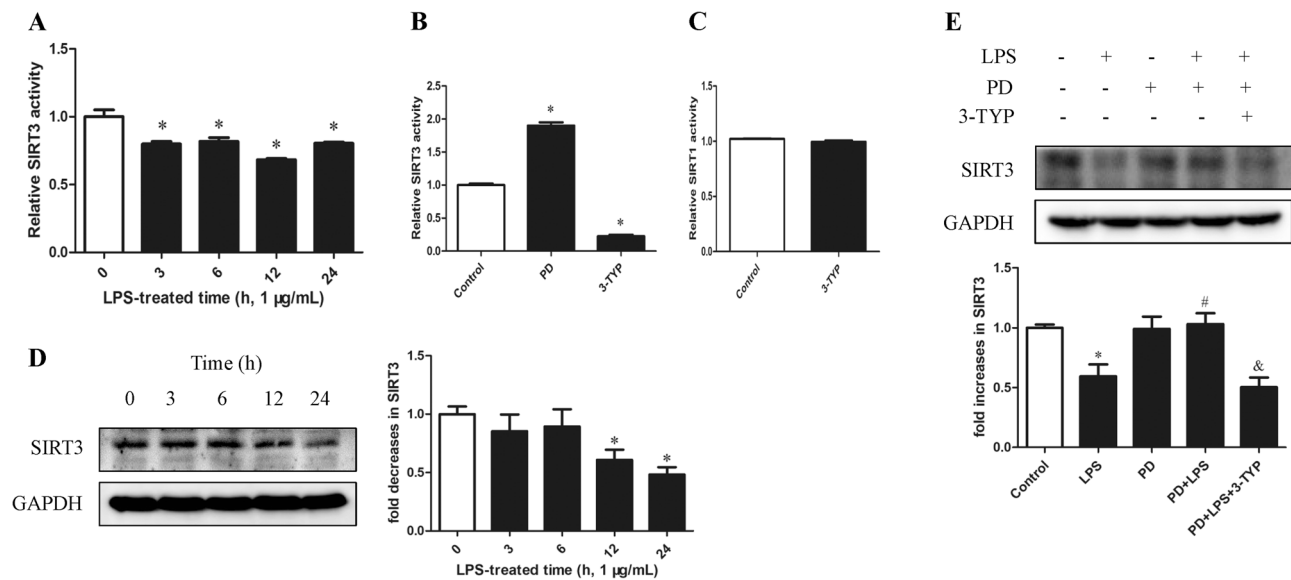 A
Relative SIRT3 activity
1.5
1.0
0.5
0.0
* * * *
0 3 6 12 24
LPS-treated time (h, 1 µg/mL)
B
Relative SIRT3 activity
2.5
2.0
1.5
1.0
0.5
0.0
*
*
Control PD 3-TYP
C
Relative SIRT1 activity
1.5
1.0
0.5
0.0
Control 3-TYP
D
Time (h)
0 3 6 12 24
SIRT3
GAPDH
fold decreases in SIRT3
1.5
1.0
0.5
0.0
*
*
0 3 6 12 24
LPS-treated time (h, 1 µg/mL)
E
LPS - + - + +
PD - - + + +
3-TYP - - - - +
SIRT3
GAPDH
fold increases in SIRT3
1.5
1.0
0.5
0.0
* # &
Control LPS PD PD+LPS PD+LPS+3-TYP